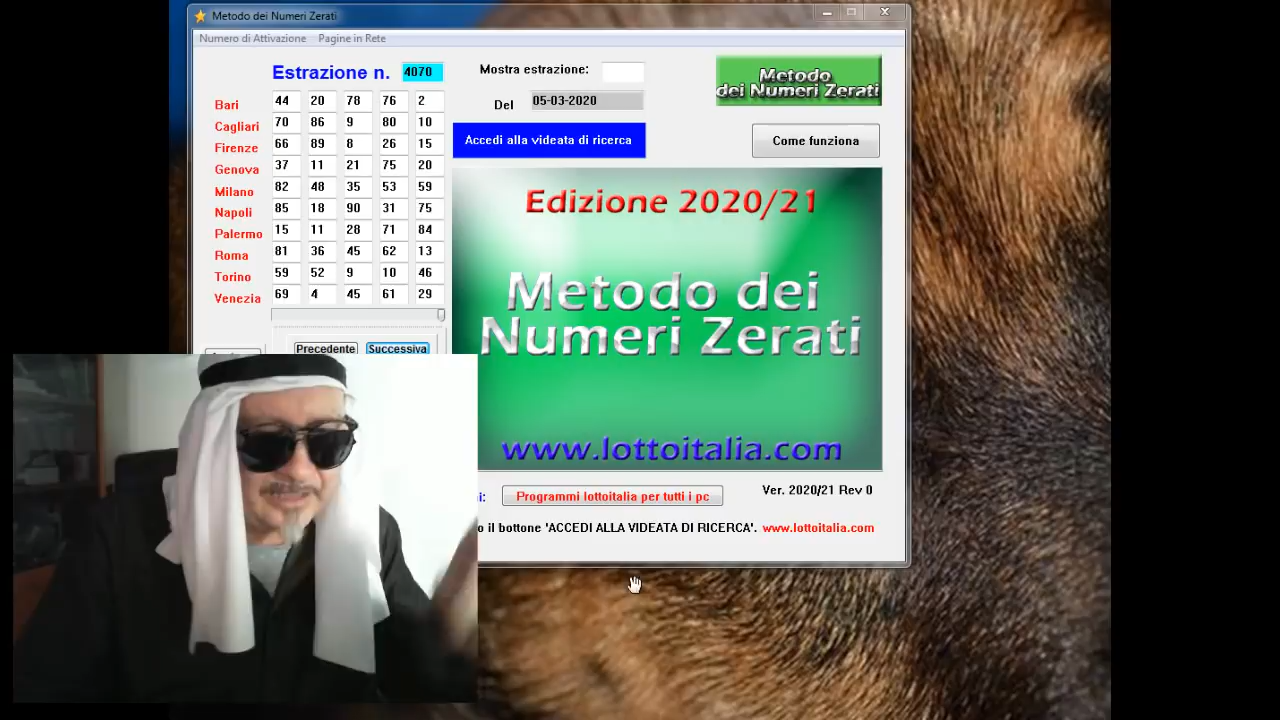 Metodo dei Numeri Zerati
Numero di Attivazione Pagine in Rete
Estrazione n. 4070
Mostra estrazione:
Del 05-03-2020
Metodo
dei Numeri Zerati
Bari 44 20 78 76 2
Cagliari 70 86 9 80 10
Firenze 66 89 8 26 15
Genova 37 11 21 75 20
Milano 82 48 35 53 59
Napoli 85 18 90 31 75
Palermo 15 11 28 71 84
Roma 81 36 45 62 13
Torino 59 52 9 10 46
Venezia 69 4 45 61 29
Accedi alla videata di ricerca
Come funziona
Precedente Successiva
Edizione 2020/21
Metodo dei
Numeri Zerati
www.lottoitalia.com
Programmi lottoitalia per tutti i pc
Ver. 2020/21 Rev 0
il bottone 'ACCEDI ALLA VIDEATA DI RICERCA'. www.lottoitalia.com